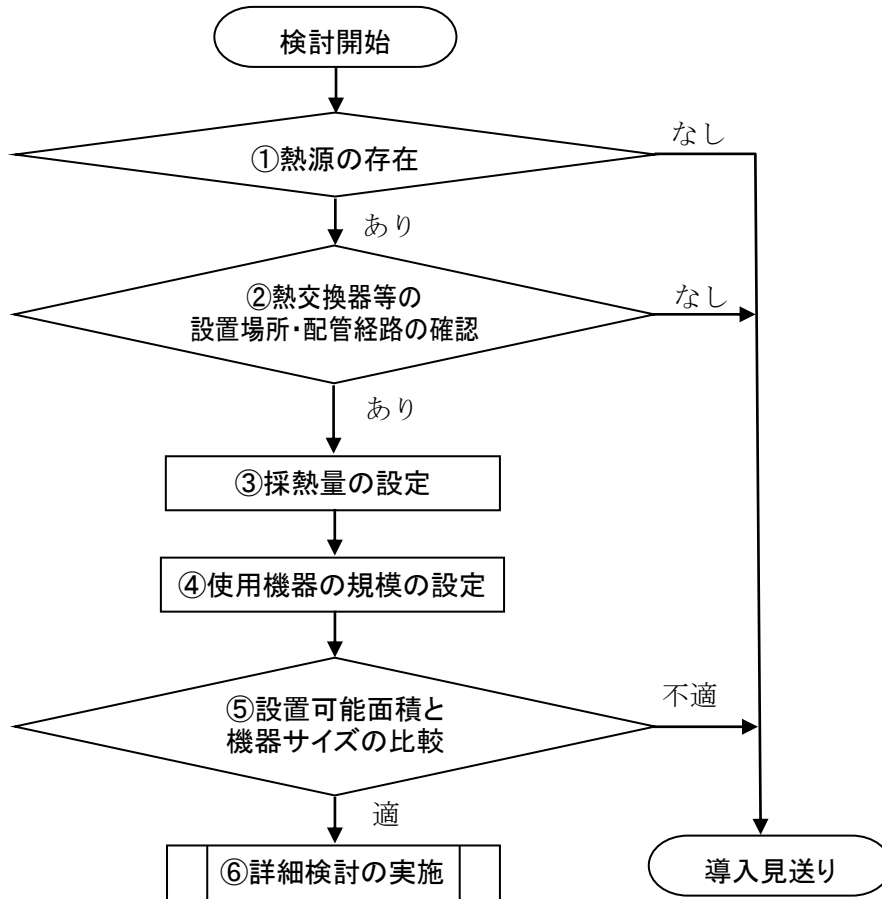 検討開始
①熱源の存在
なし
あり
②熱交換器等の
設置場所・配管経路の確認
なし
あり
③採熱量の設定
④使用機器の規模の設定
⑤設置可能面積と
機器サイズの比較
不適
適
⑥詳細検討の実施
導入見送り